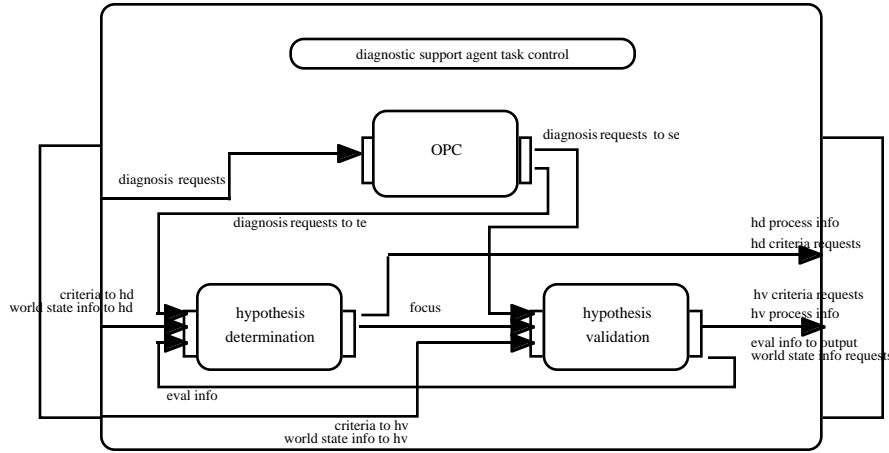 diagnostic support agent task control
OPC
diagnosis requests to se
diagnosis requests
diagnosis requests to te
hd process info
hd criteria requests
criteria to hd
world state info to hd
hypothesis
determination
focus
hypothesis
validation
hv criteria requests
hv process info
eval info to output
world state info requests
eval info
criteria to hv
world state info to hv